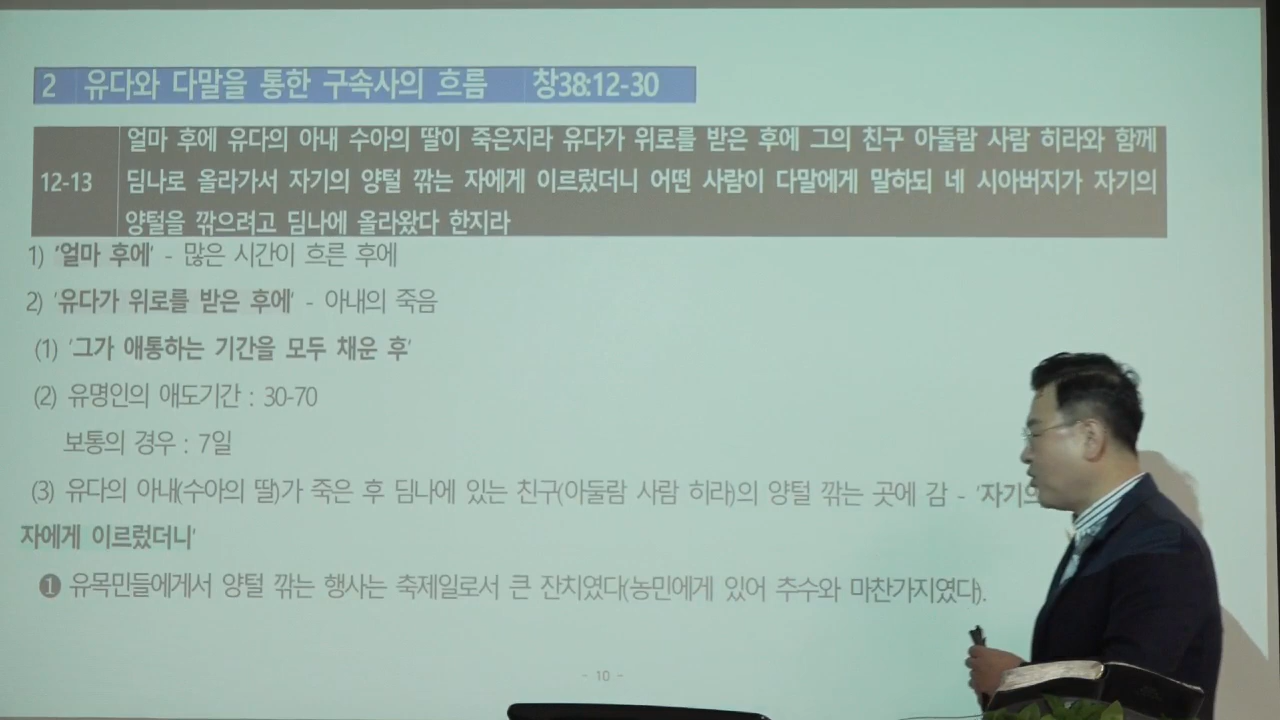 2 유다와 다말을 통한 구속사의 흐름 창38:12-30
얼마 후에 유다의 아내 수아의 딸이 죽은지라 유다가 위로를 받은 후에 그의 친구 아둘람 사람 히라와 함께
12-13 딤나로 올라가서 자기의 양털 깎는 자에게 이르렀더니 어떤 사람이 다말에게 말하되 네 시아버지가 자기의
양털을 깎으려고 딤나에 올라왔다 한지라
1) '얼마 후에' - 많은 시간이 흐른 후에
2) '유다가 위로를 받은 후에' - 아내의 죽음
(1) '그가 애통하는 기간을 모두 채운 후'
(2) 유명인의 애도기간 : 30-70
보통의 경우 : 7일
(3) 유다의 아내(수아의 딸)가 죽은 후 딤나에 있는 친구(아둘람 사람 히라)의 양털 깎는 곳에 감 - '자기의
자에게 이르렀더니'
❶ 유목민들에게서 양털 깎는 행사는 축제일로서 큰 잔치였다(농민에게 있어 추수와 마찬가지였다).
- 10 -